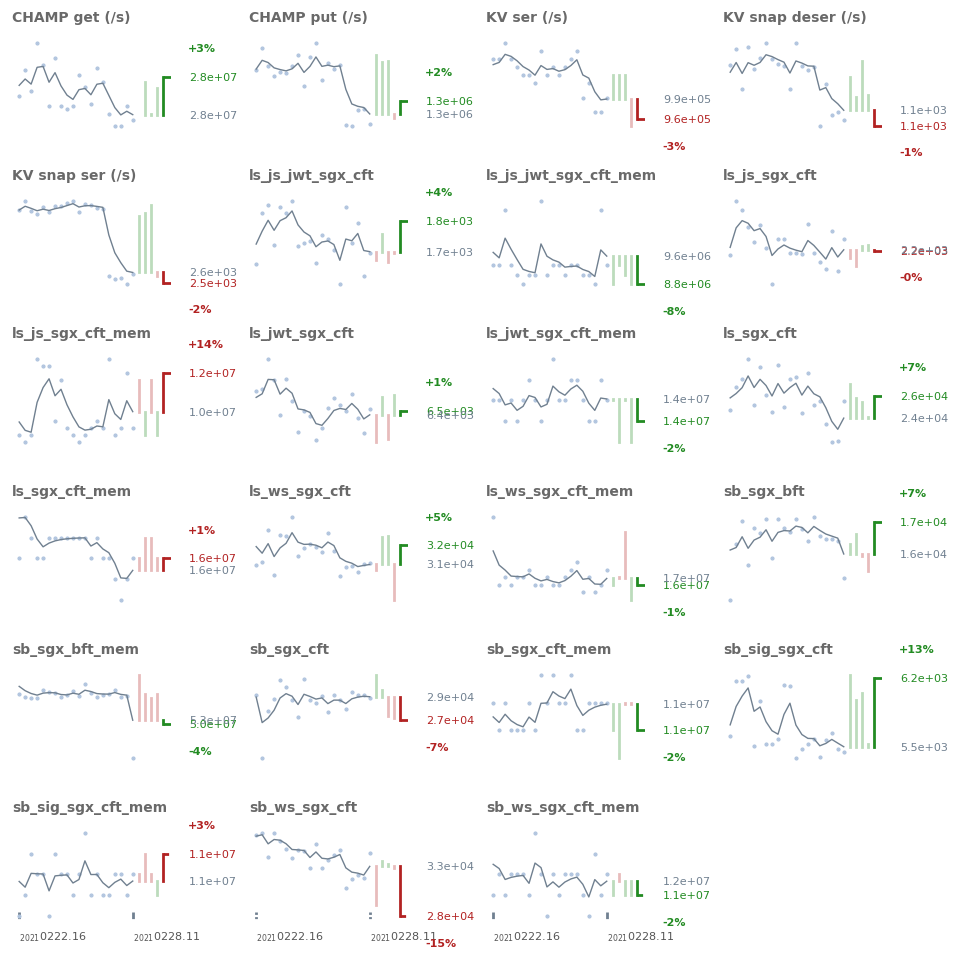 CHAMP get (/s)
+3%
2.8e+07
2.8e+07
CHAMP put (/s)
+2%
1.3e+06
1.3e+06
KV ser (/s)
9.9e+05
9.6e+05
-3%
KV snap deser (/s)
1.1e+03
1.1e+03
-1%
KV snap ser (/s)
2.6e+03
2.5e+03
-2%
ls_js_jwt_sgx_cft
+4%
1.8e+03
1.7e+03
ls_js_jwt_sgx_cft_mem
9.6e+06
8.8e+06
-8%
ls_js_sgx_cft
2.2e+03
-0%
ls_js_sgx_cft_mem
+14%
1.2e+07
1.0e+07
ls_jwt_sgx_cft
+1%
6.5e+03
ls_jwt_sgx_cft_mem
1.4e+07
1.4e+07
-2%
ls_sgx_cft
+7%
2.6e+04
2.4e+04
ls_sgx_cft_mem
+1%
1.6e+07
1.6e+07
ls_ws_sgx_cft
+5%
3.2e+04
3.1e+04
ls_ws_sgx_cft_mem
1.7e+07
1.6e+07
-1%
sb_sgx_bft
+7%
1.7e+04
1.6e+04
sb_sgx_bft_mem
5.0e+07
-4%
sb_sgx_cft
2.9e+04
2.7e+04
-7%
sb_sgx_cft_mem
1.1e+07
1.1e+07
-2%
sb_sig_sgx_cft
+13%
6.2e+03
5.5e+03
sb_sig_sgx_cft_mem
+3%
1.1e+07
1.1e+07
2021 0222.16
2021 0228.11
sb_ws_sgx_cft
3.3e+04
2.8e+04
-15%
2021 0222.16
2021 0228.11
sb_ws_sgx_cft_mem
1.2e+07
1.1e+07
-2%
2021 0222.16
2021 0228.11